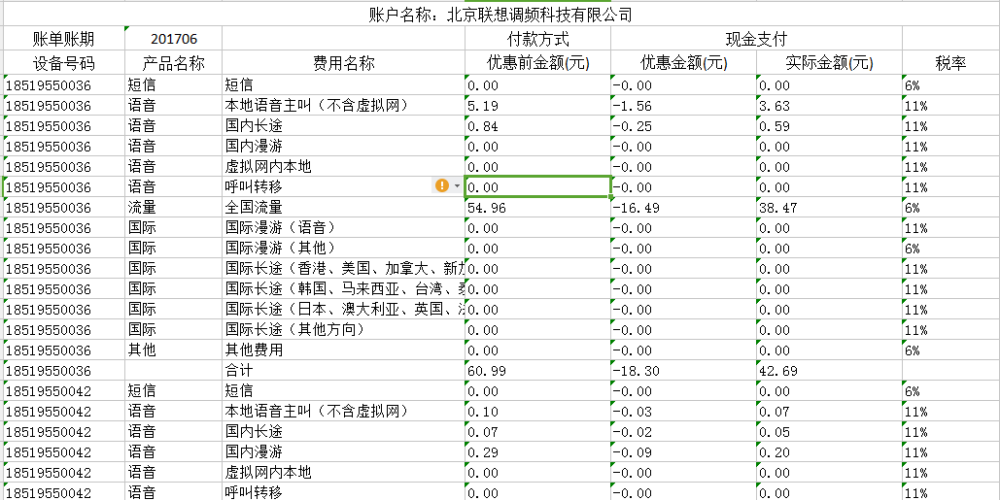 账户名称：北京联想调频科技有限公司
账单账期 201706 付款方式 现金支付
设备号码 产品名称 费用名称 优惠前金额(元) 优惠金额(元) 实际金额(元) 税率
18519550036 短信 短信 0.00 -0.00 0.00 6%
18519550036 语音 本地语音主叫（不含虚拟网） 5.19 -1.56 3.63 11%
18519550036 语音 国内长途 0.84 -0.25 0.59 11%
18519550036 语音 国内漫游 0.00 -0.00 0.00 11%
18519550036 语音 虚拟网内本地 0.00 -0.00 0.00 11%
18519550036 语音 呼叫转移 0.00 -0.00 0.00 11%
18519550036 流量 全国流量 54.96 -16.49 38.47 6%
18519550036 国际 国际漫游（语音） 0.00 -0.00 0.00 11%
18519550036 国际 国际漫游（其他） 0.00 -0.00 0.00 6%
18519550036 国际 国际长途（香港、美国、加拿大、新 0.00 -0.00 0.00 11%
18519550036 国际 国际长途（韩国、马来西亚、台湾、 0.00 -0.00 0.00 11%
18519550036 国际 国际长途（日本、澳大利亚、英国、 0.00 -0.00 0.00 11%
18519550036 国际 国际长途（其他方向） 0.00 -0.00 0.00 11%
18519550036 其他 其他费用 0.00 -0.00 0.00 6%
18519550036 合计 60.99 -18.30 42.69
18519550042 短信 短信 0.00 -0.00 0.00 6%
18519550042 语音 本地语音主叫（不含虚拟网） 0.10 -0.03 0.07 11%
18519550042 语音 国内长途 0.07 -0.02 0.05 11%
18519550042 语音 国内漫游 0.29 -0.09 0.20 11%
18519550042 语音 虚拟网内本地 0.00 -0.00 0.00 11%
18519550042 语音 呼叫转移 0.00 -0.00 0.00 11%